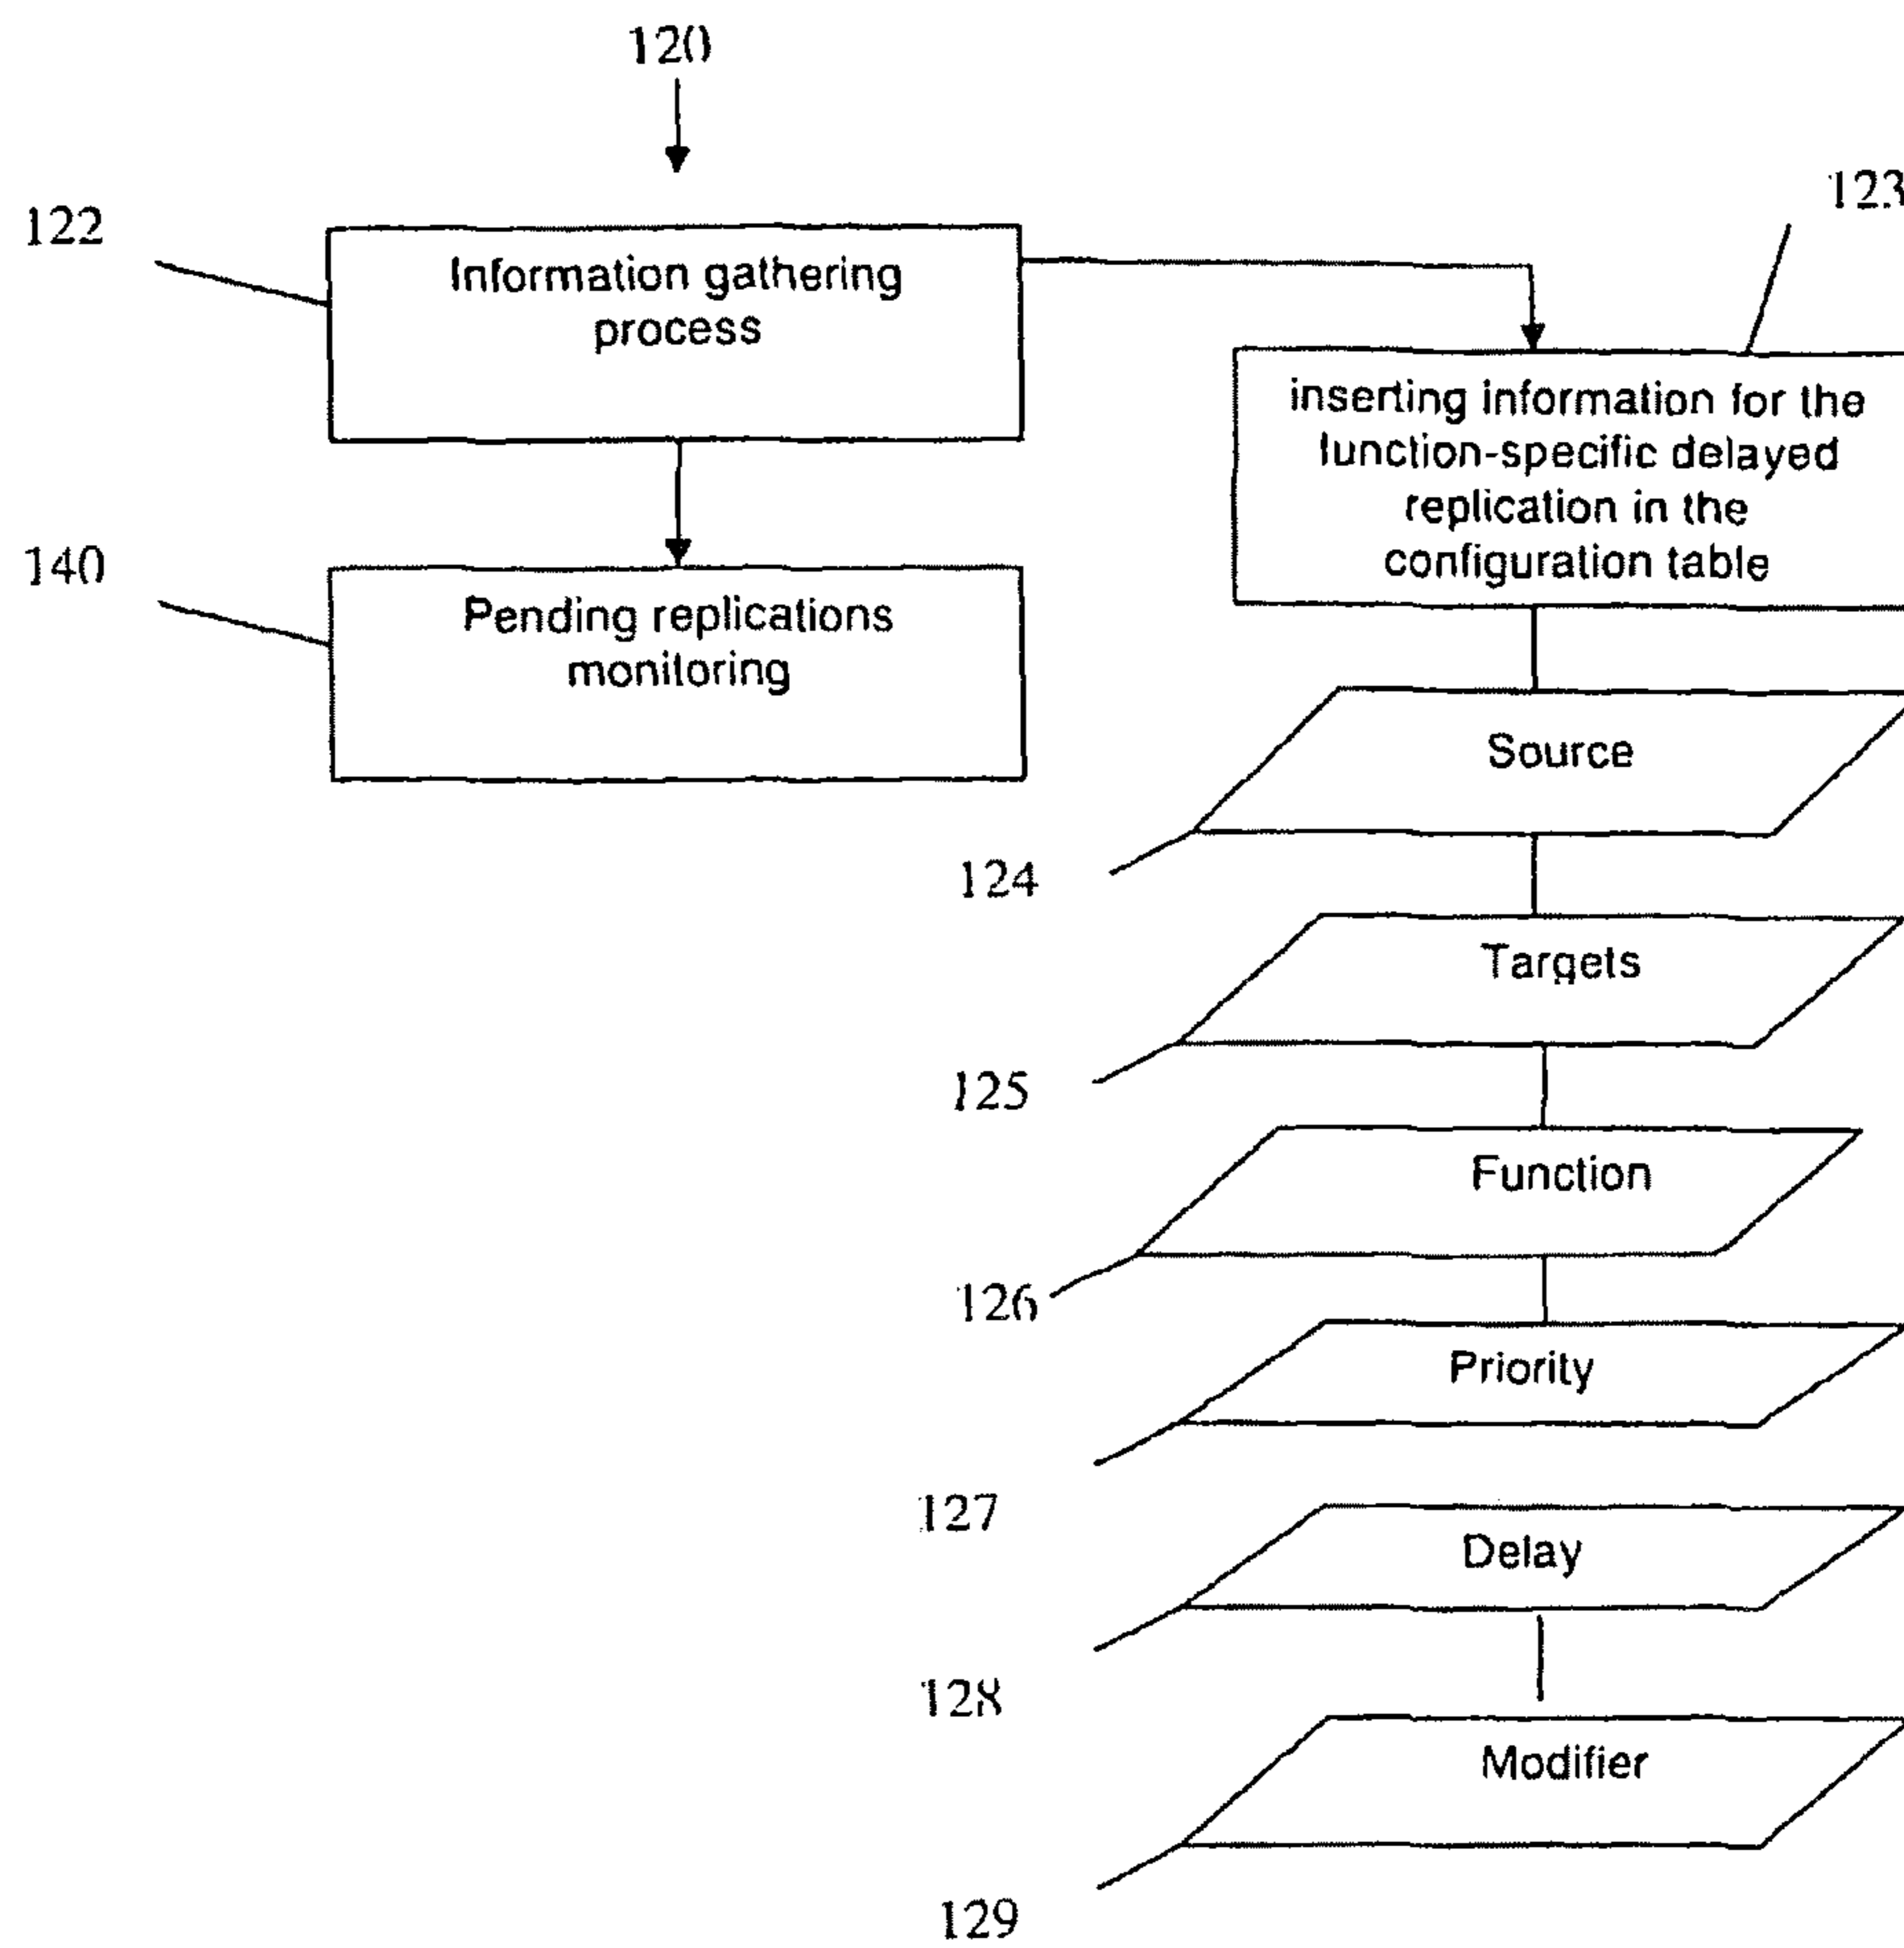 120
122
123
Information gathering
process
inserting information for the
function-specific delayed
replication in the
configuration table
140
Pending replications
monitoring
Source
124
Targets
125
Function
126
Priority
127
Delay
128
Modifier
129